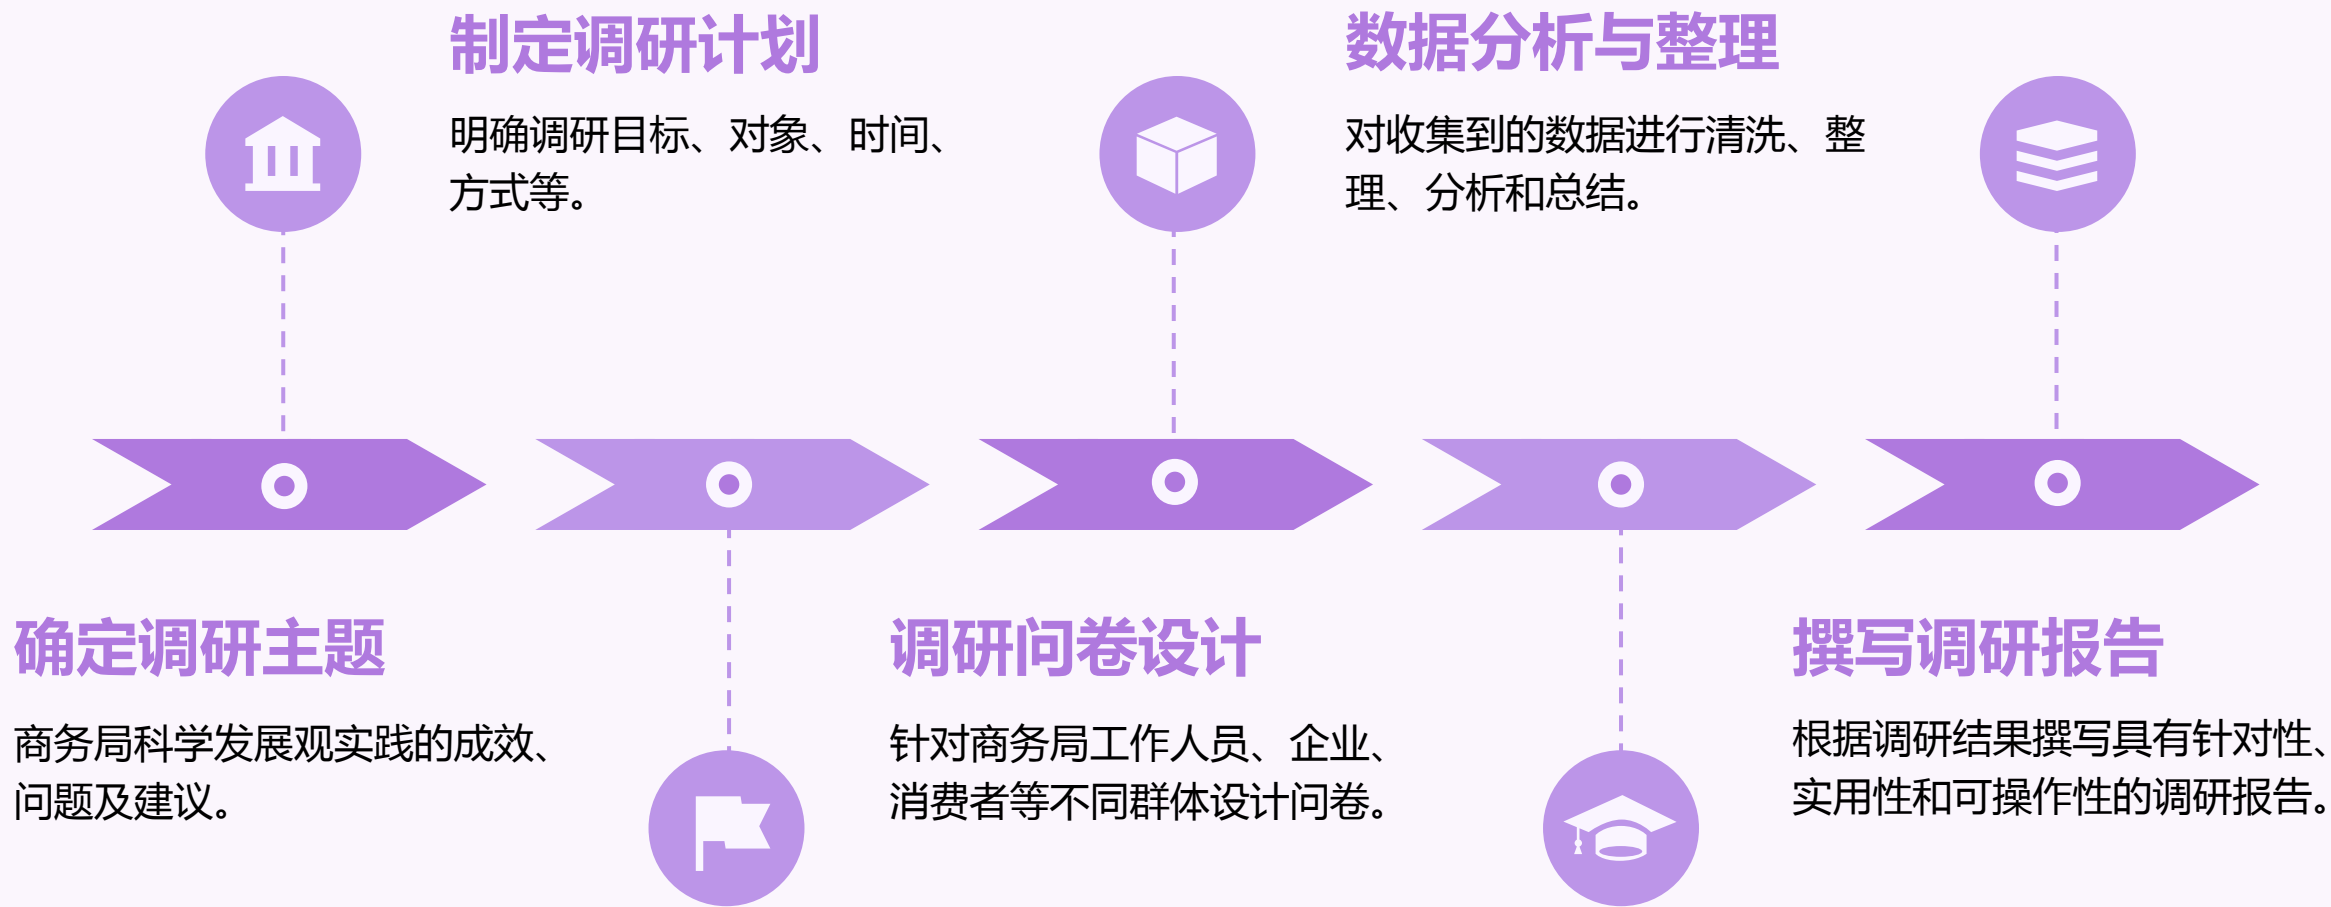 制定调研计划
明确调研目标、对象、时间、
方式等。
数据分析与整理
对收集到的数据进行清洗、整
理、分析和总结。
确定调研主题
商务局科学发展观实践的成效、
问题及建议。
调研问卷设计
针对商务局工作人员、企业、
消费者等不同群体设计问卷。
撰写调研报告
根据调研结果撰写具有针对性、
实用性和可操作性的调研报告。